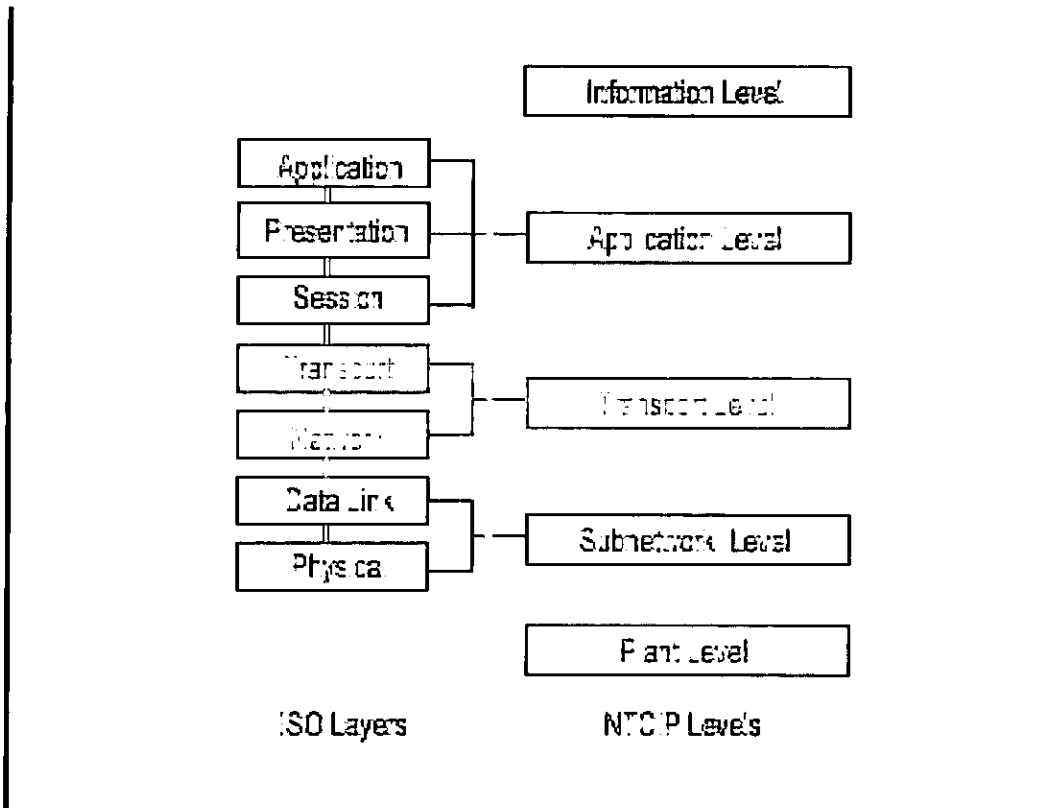 Information Level
Application
Presentation
Application Level
Session
Transport
Transport Level
Network
Data Link
Subnetwork Level
Physical
Plant Level
ISO Layers
NTCIP Levels